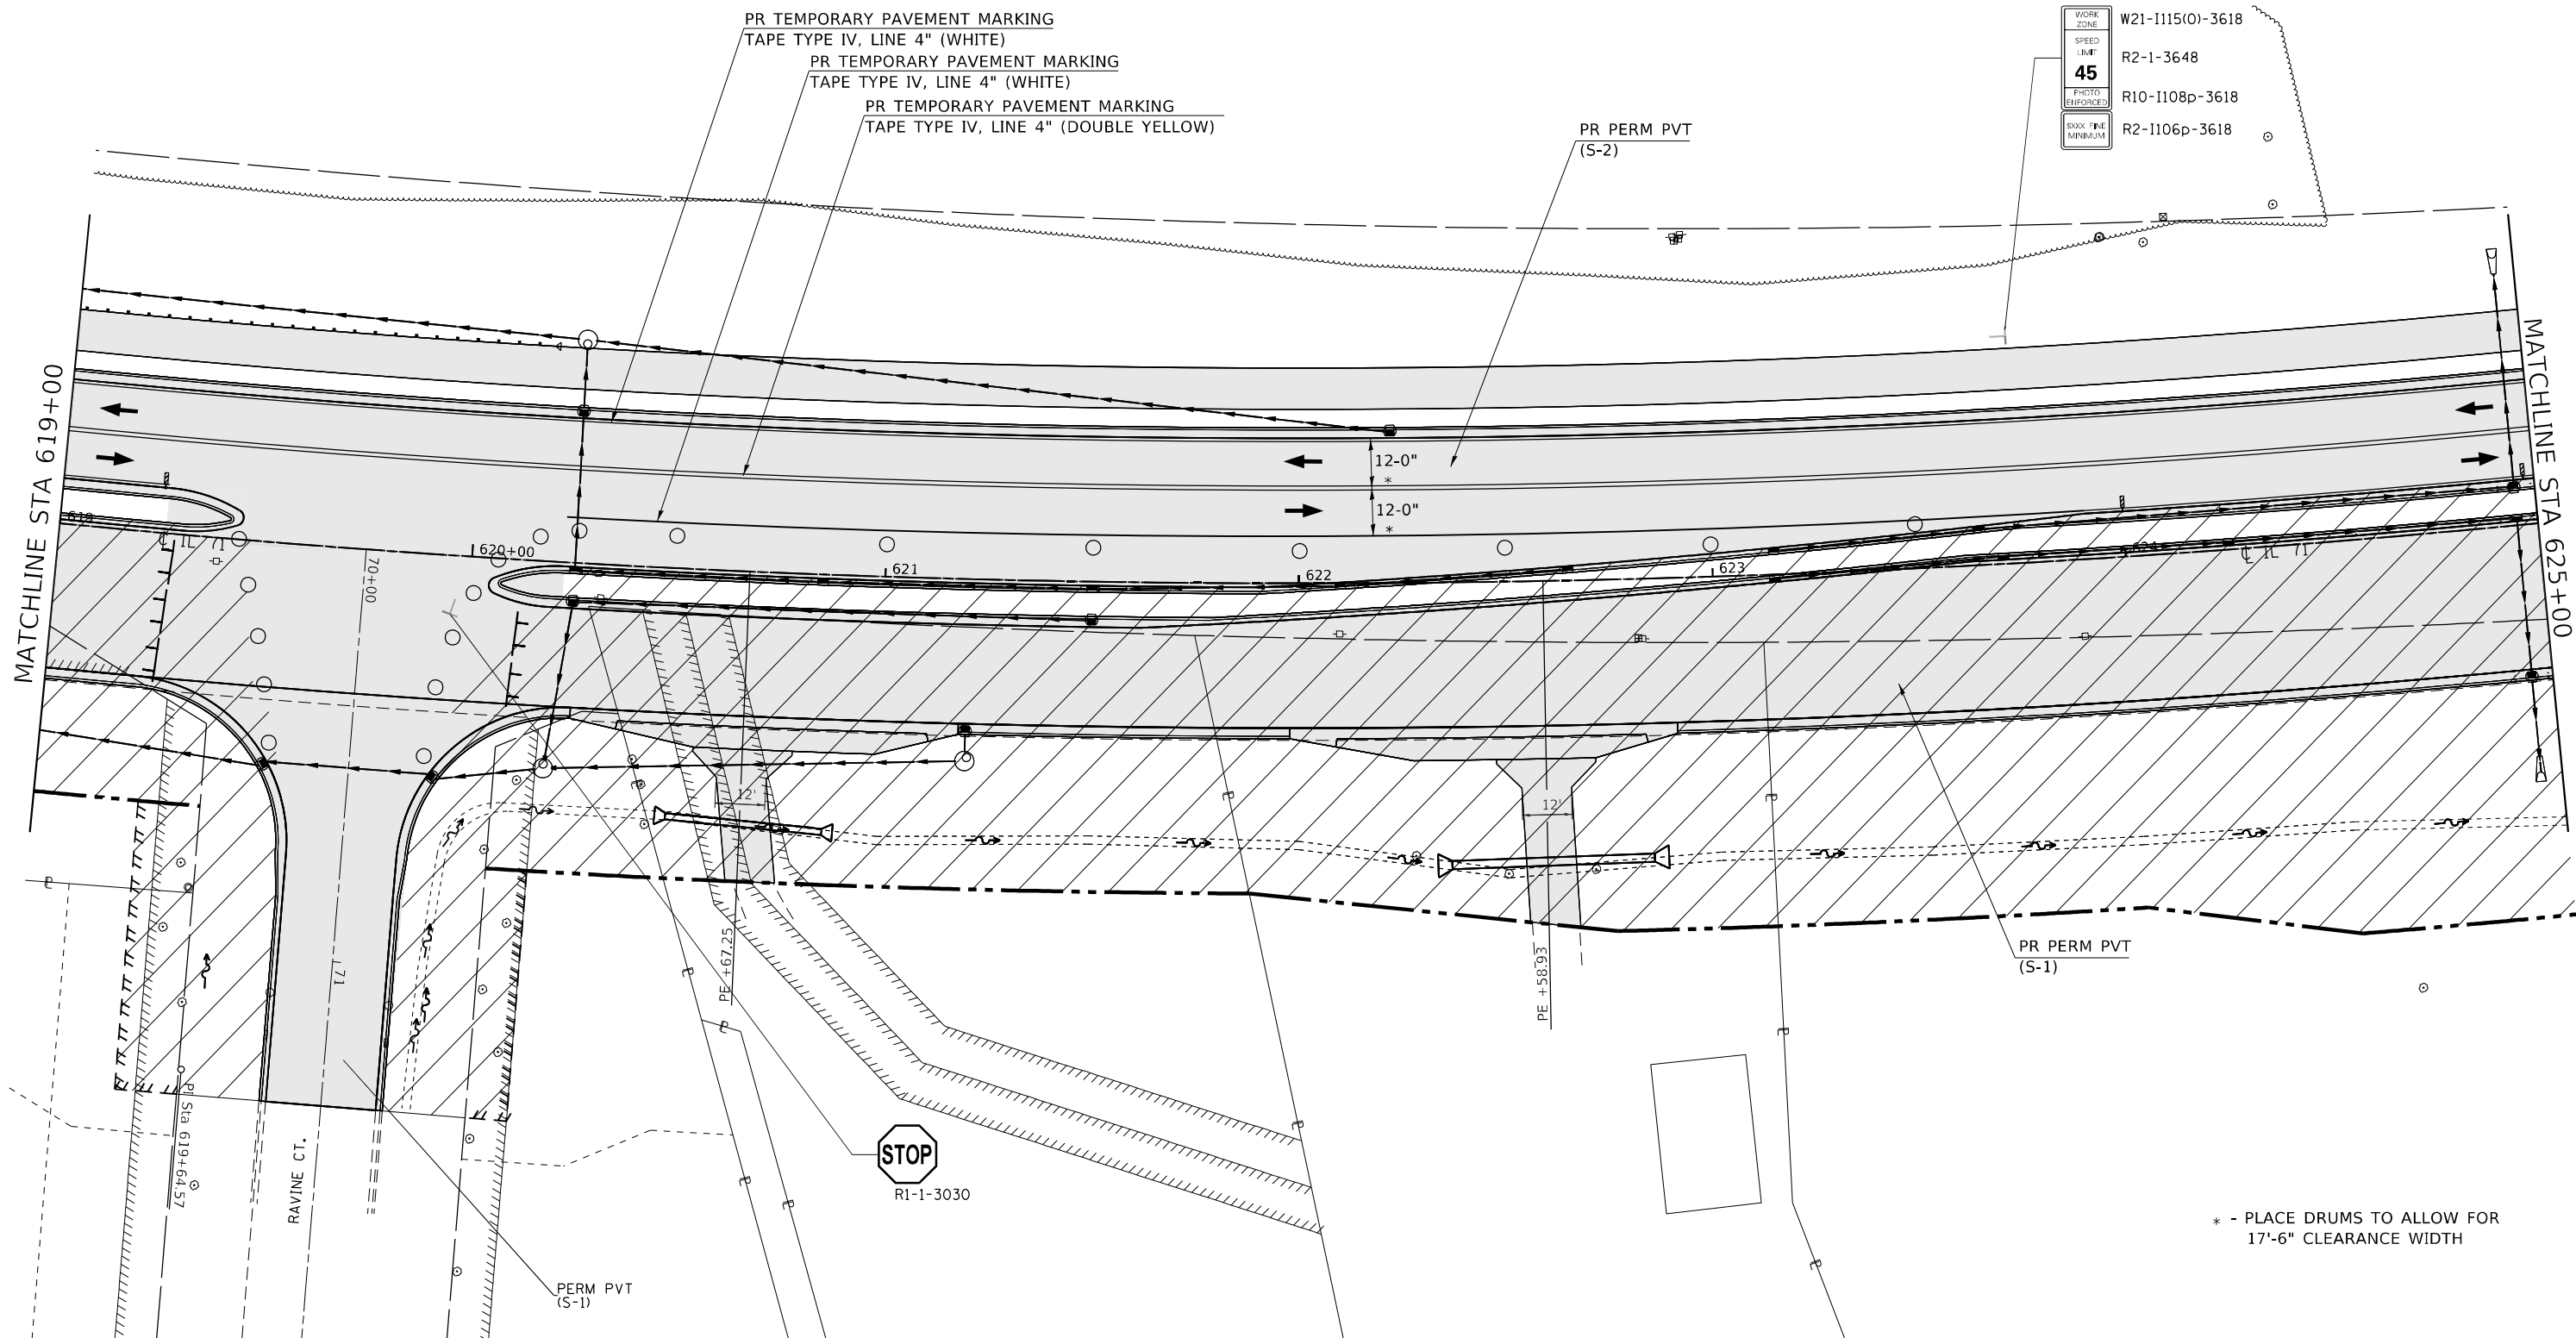 PR TEMPORARY PAVEMENT MARKING
TAPE TYPE IV, LINE 4" (WHITE)
PR TEMPORARY PAVEMENT MARKING
TAPE TYPE IV, LINE 4" (WHITE)
PR TEMPORARY PAVEMENT MARKING
TAPE TYPE IV, LINE 4" (DOUBLE YELLOW)
PR PERM PVT
(S-2)
WORK
ZONE
W21-I115(O)-3618
SPEED
LIMIT
45
R2-1-3648
PHOTO
ENFORCED
R10-I108p-3618
$XXX FINE
MINIMUM
R2-I106p-3618
MATCHLINE STA 619+00
MATCHLINE STA 625+00
12-0"
*
12-0"
*
619
℄ IL 71
620+00
621
622
623
624
℄ IL 71
70+00
12'
12'
PE +67.25
PE +58.93
PR PERM PVT
(S-1)
71
PI Sta 619+64.57
RAVINE CT.
STOP
R1-1-3030
PERM PVT
(S-1)
* - PLACE DRUMS TO ALLOW FOR
17'-6" CLEARANCE WIDTH